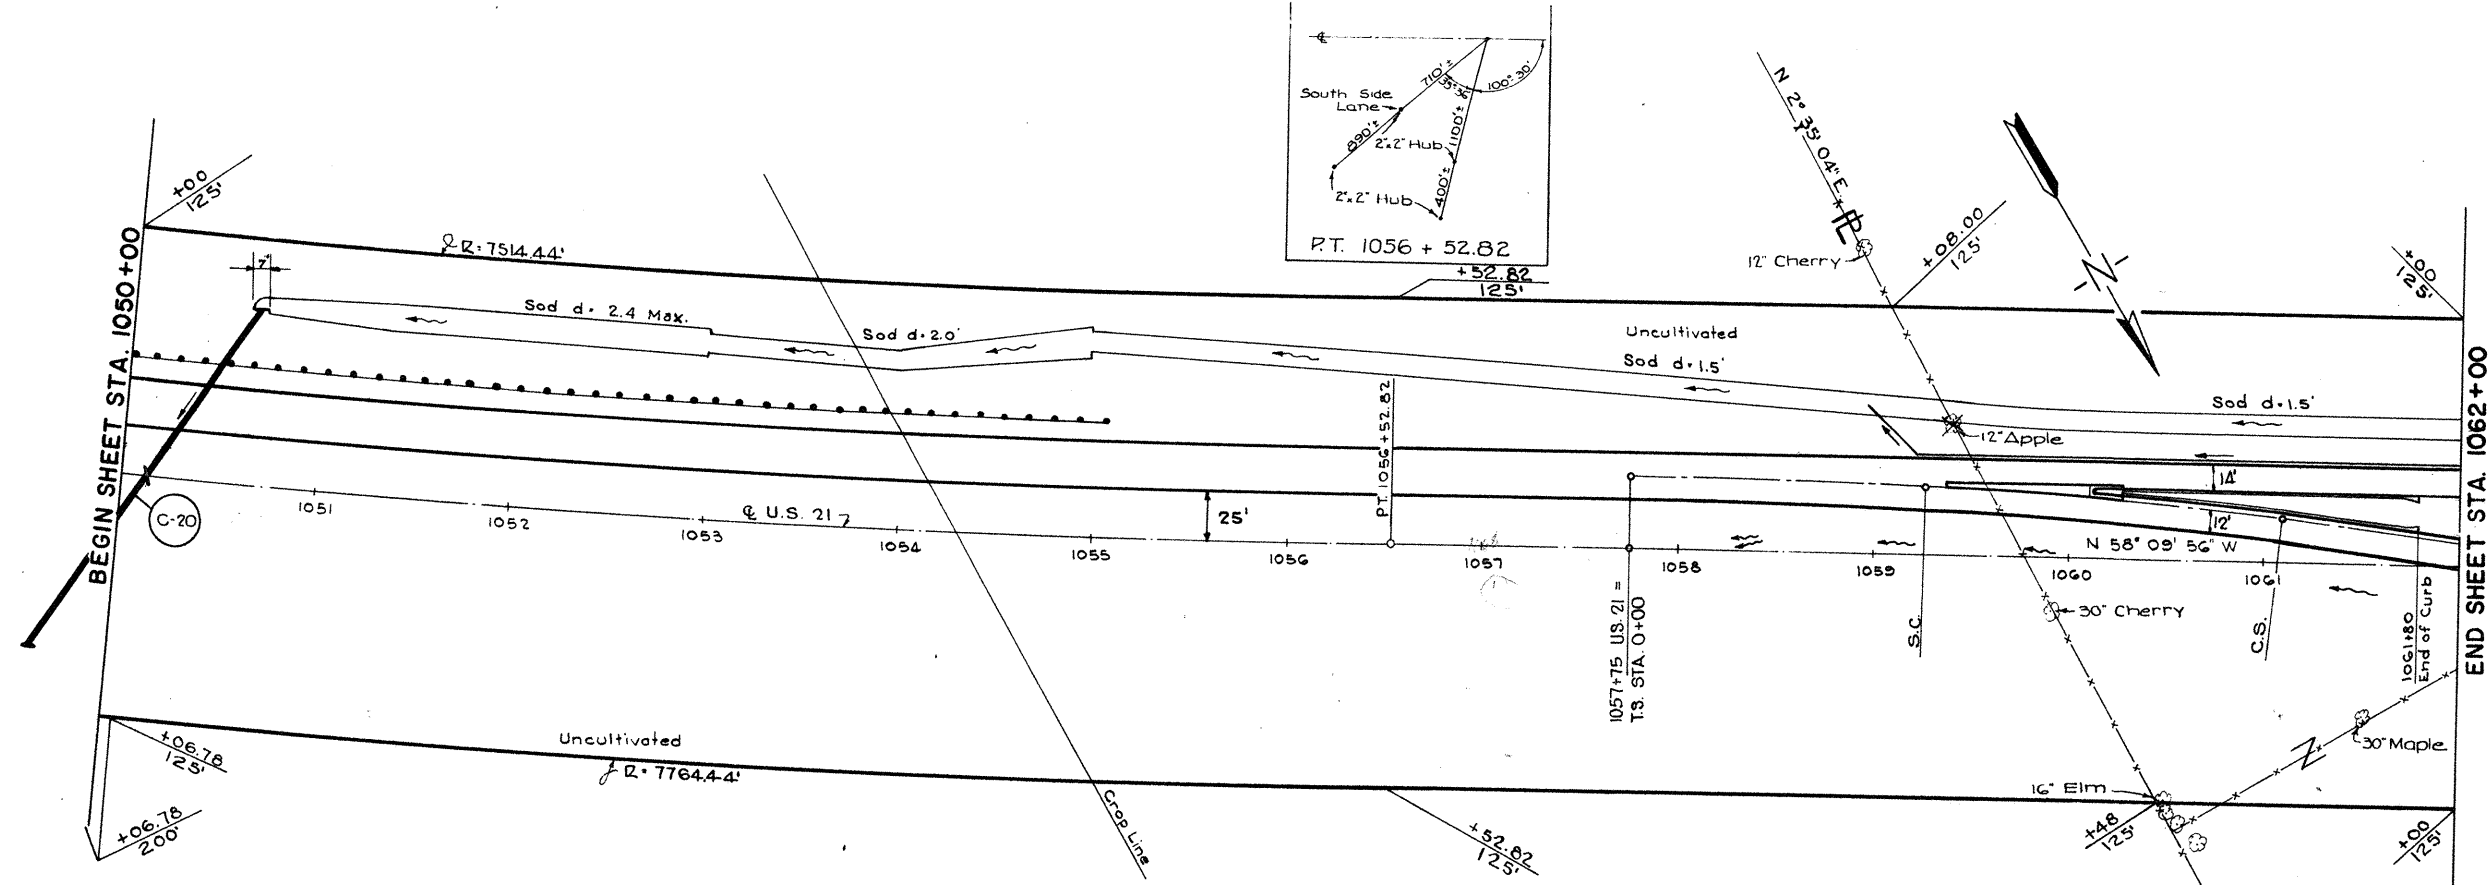 BEGIN SHEET STA. 1050+00
+00
125'
R=7514.44'
7'
Sod d= 2.4 Max.
Sod d=2.0'
C-20
1051
1052
℄ U.S. 21
1053
1054
1055
25'
1056
1057
1058
1059
1060
1061
℄
710'±
35°-36'
100°-30'
South Side
Lane
890'±
1100'±
2"x2" Hub
400'±
2"x2" Hub
P.T. 1056 + 52.82
+52.82
125'
P.T. 1056+52.82
Uncultivated
Sod d=1.5'
N 2° 35' 04" E
PL
12" Cherry
+08.00
125'
N
+00
125'
Sod d=1.5'
12" Apple
14'
12'
N 58° 09' 56" W
30" Cherry
1057+75 U.S. 21 =
T.S. STA. 0+00
S.C.
C.S.
1061+80
End of Curb
END SHEET STA. 1062+00
30" Maple
16" Elm
+48
125'
+00
125'
+06.78
125'
+06.78
200'
Uncultivated
R= 7764.44'
Crop Line
+52.82
125'